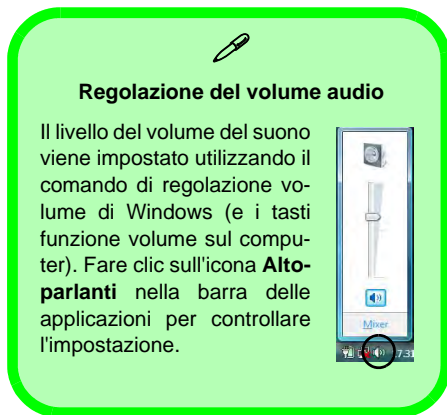 Regolazione del volume audio
Il livello del volume del suono
viene impostato utilizzando il
comando di regolazione vo-
lume di Windows (e i tasti
funzione volume sul compu-
ter). Fare clic sull'icona Alto-
parlanti nella barra delle
applicazioni per controllare
l'impostazione.
Mixer
17.31